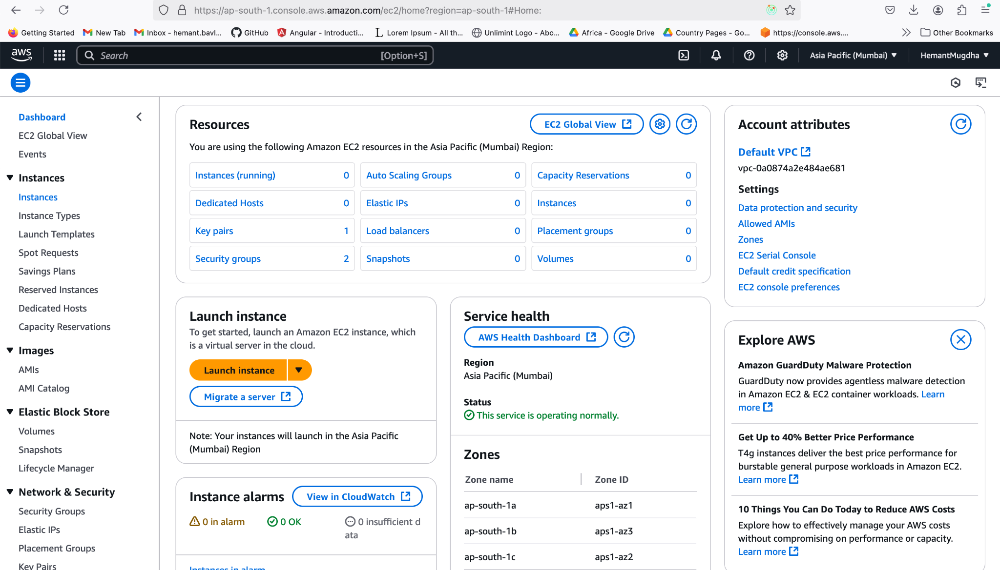 https://ap-south-1.console.aws.amazon.com/ec2/home?region=ap-south-1#Home:
Getting Started
New Tab
Inbox - hemant.bavl...
GitHub
Angular - Introducti...
Lorem Ipsum - All th...
Unlimint Logo - Abo...
Africa - Google Drive
Country Pages - Go...
https://console.aws....
Other Bookmarks
aws
Search
[Option+S]
Asia Pacific (Mumbai)
HemantMugdha
Dashboard
EC2 Global View
Events
Instances
Instances
Instance Types
Launch Templates
Spot Requests
Savings Plans
Reserved Instances
Dedicated Hosts
Capacity Reservations
Images
AMIs
AMI Catalog
Elastic Block Store
Volumes
Snapshots
Lifecycle Manager
Network & Security
Security Groups
Elastic IPs
Placement Groups
Key Pairs
Resources
EC2 Global View
You are using the following Amazon EC2 resources in the Asia Pacific (Mumbai) Region:
Instances (running) 0
Auto Scaling Groups 0
Capacity Reservations 0
Dedicated Hosts 0
Elastic IPs 0
Instances 0
Key pairs 1
Load balancers 0
Placement groups 0
Security groups 2
Snapshots 0
Volumes 0
Launch instance
To get started, launch an Amazon EC2 instance, which
is a virtual server in the cloud.
Launch instance
Migrate a server
Note: Your instances will launch in the Asia Pacific
(Mumbai) Region
Instance alarms
View in CloudWatch
0 in alarm
0 OK
0 insufficient d
ata
Instances in alarm
Service health
AWS Health Dashboard
Region
Asia Pacific (Mumbai)
Status
This service is operating normally.
Zones
Zone name Zone ID
ap-south-1a aps1-az1
ap-south-1b aps1-az3
ap-south-1c aps1-az2
Account attributes
Default VPC
vpc-0a0874a2e484ae681
Settings
Data protection and security
Allowed AMIs
Zones
EC2 Serial Console
Default credit specification
EC2 console preferences
Explore AWS
Amazon GuardDuty Malware Protection
GuardDuty now provides agentless malware detection
in Amazon EC2 & EC2 container workloads. Learn
more
Get Up to 40% Better Price Performance
T4g instances deliver the best price performance for
burstable general purpose workloads in Amazon EC2.
Learn more
10 Things You Can Do Today to Reduce AWS Costs
Explore how to effectively manage your AWS costs
without compromising on performance or capacity.
Learn more